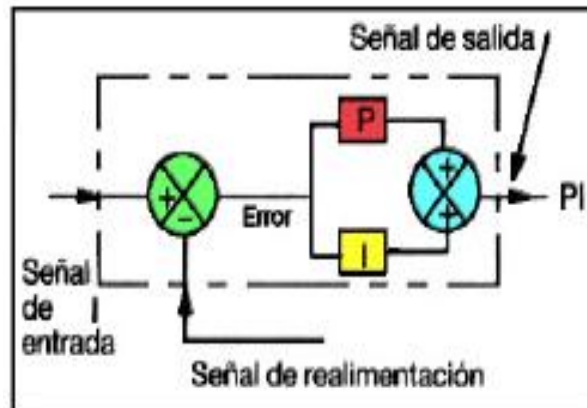 Señal de salida
P
+
+
-
Error
+
PI
I
Señal
de
entrada
Señal de realimentación